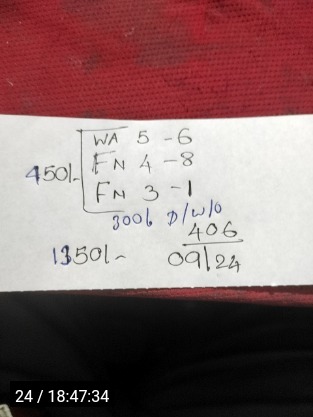 WA 5 - 6
450/- FN 4 - 8
FN 3 - 1
300/- D/W/O
406
1350/- 09/24
24 / 18:47:34